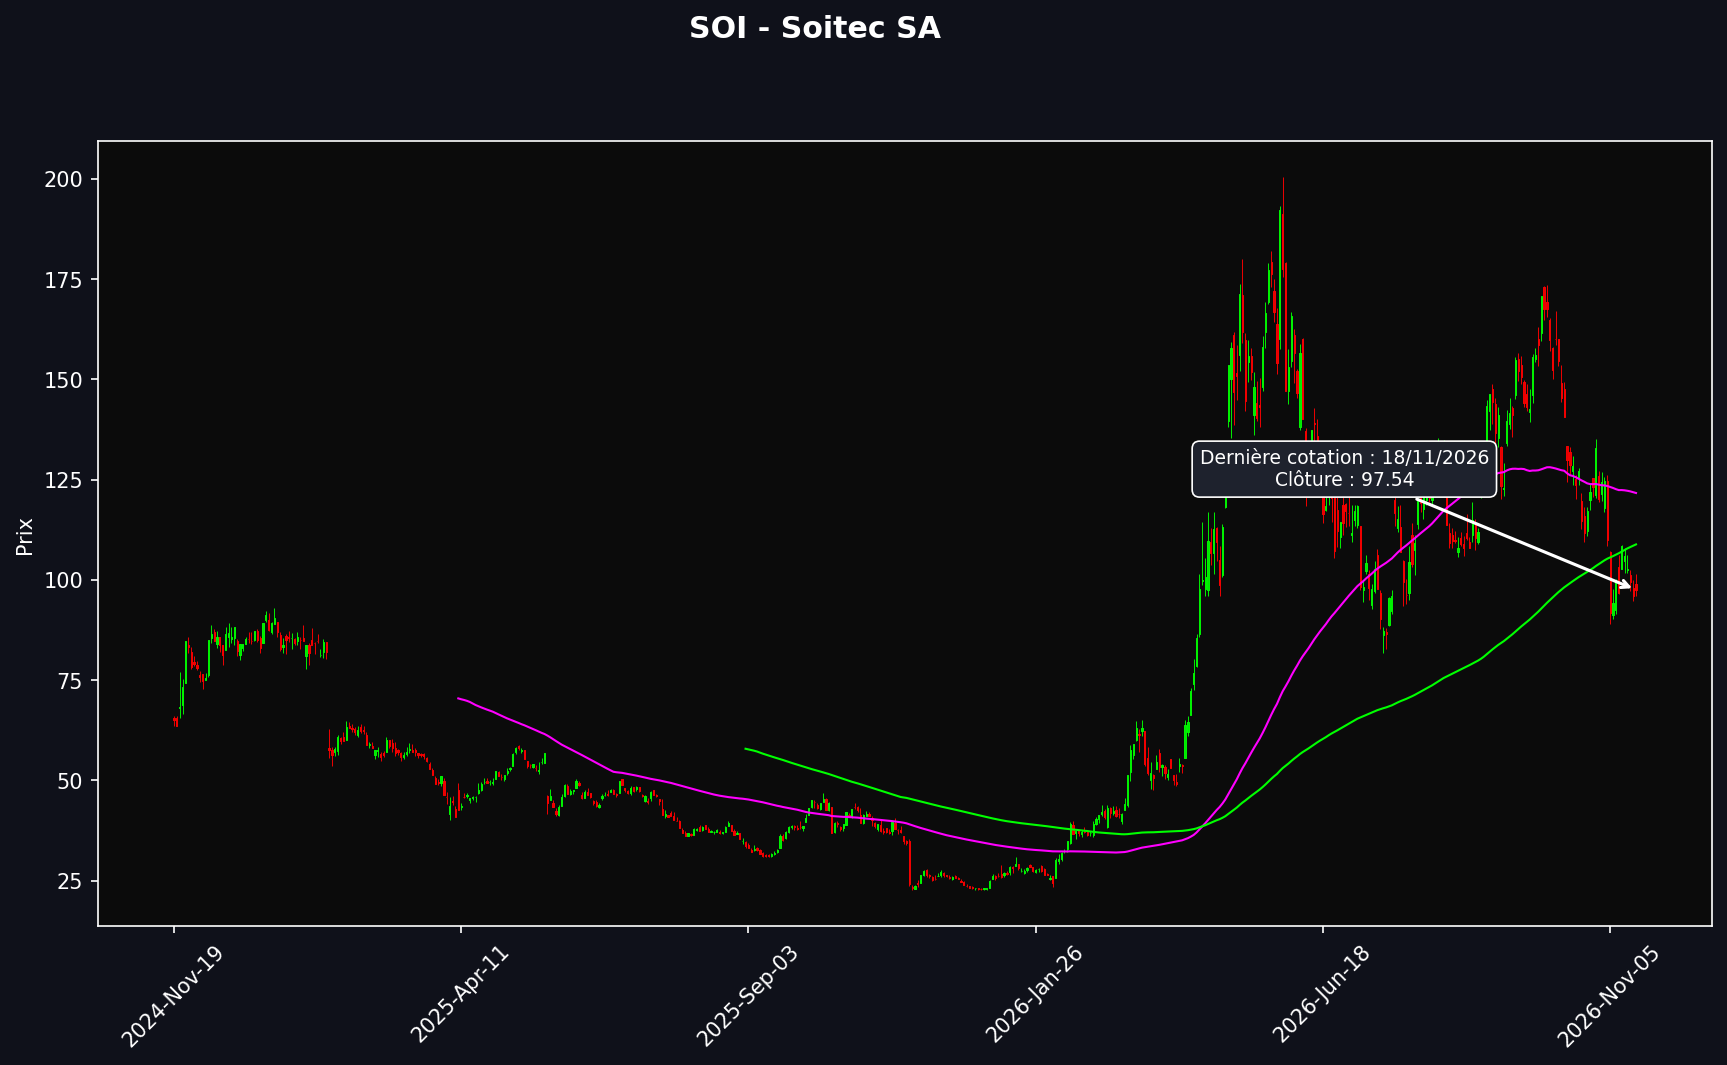 SOI - Soitec SA
Prix
200
175
150
125
100
75
50
25
Dernière cotation : 18/11/2026
Clôture : 97.54
2024-Nov-19
2025-Apr-11
2025-Sep-03
2026-Jan-26
2026-Jun-18
2026-Nov-05